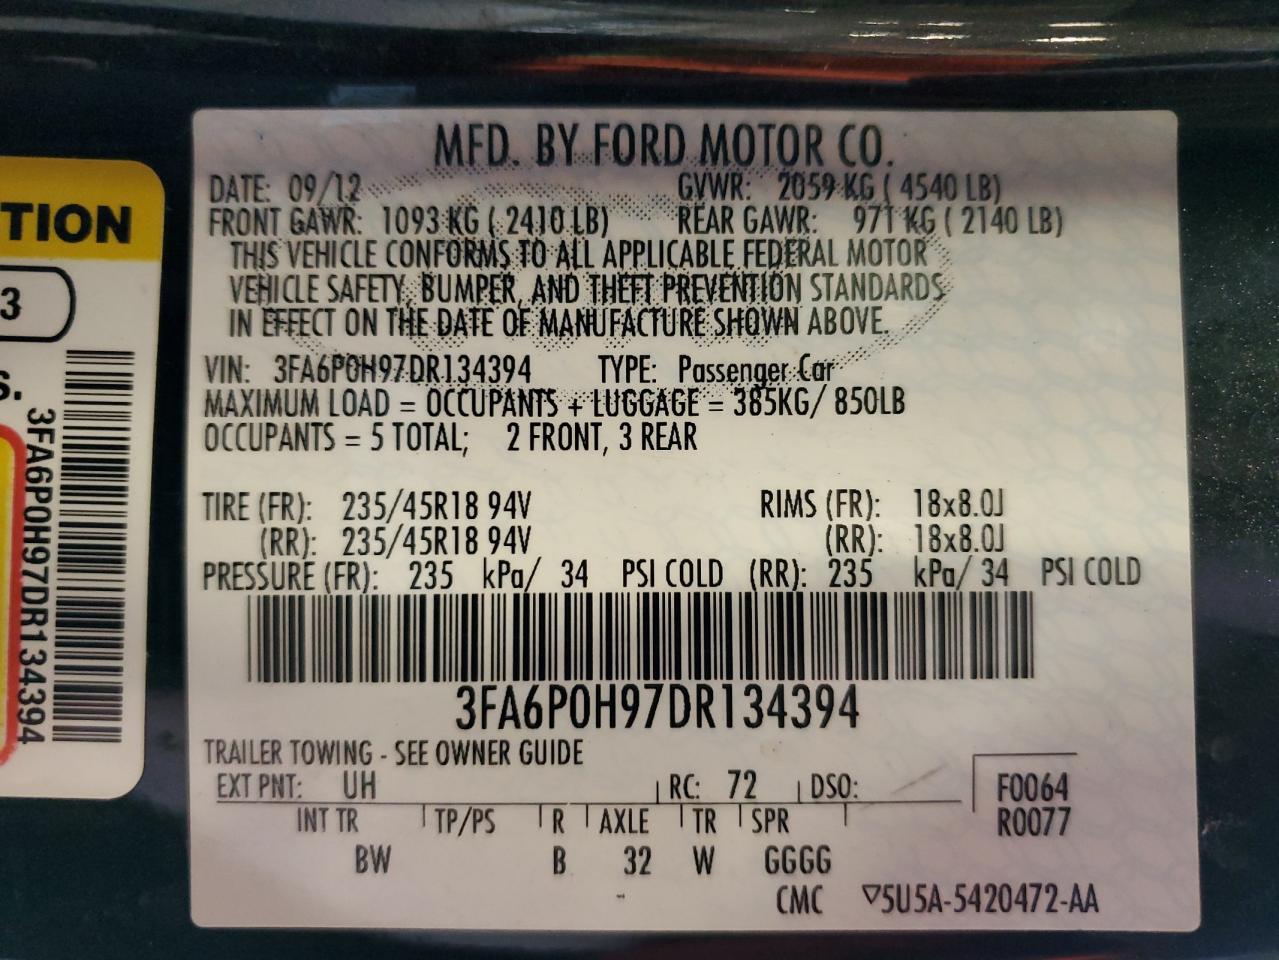 MFD. BY FORD MOTOR CO.
DATE: 09/12 GVWR: 2059 KG ( 4540 LB)
FRONT GAWR: 1093 KG ( 2410 LB) REAR GAWR: 971 KG ( 2140 LB)
THIS VEHICLE CONFORMS TO ALL APPLICABLE FEDERAL MOTOR
VEHICLE SAFETY, BUMPER, AND THEFT PREVENTION STANDARDS
IN EFFECT ON THE DATE OF MANUFACTURE SHOWN ABOVE.
VIN: 3FA6P0H97DR134394 TYPE: Passenger Car
MAXIMUM LOAD = OCCUPANTS + LUGGAGE = 385KG/ 850LB
OCCUPANTS = 5 TOTAL; 2 FRONT, 3 REAR
TIRE (FR): 235/45R18 94V RIMS (FR): 18x8.0J
(RR): 235/45R18 94V (RR): 18x8.0J
PRESSURE (FR): 235 kPa/ 34 PSI COLD (RR): 235 kPa/ 34 PSI COLD
3FA6P0H97DR134394
TRAILER TOWING - SEE OWNER GUIDE
EXT PNT: UH RC: 72 DSO: F0064
INT TR TP/PS R AXLE TR SPR R0077
BW B 32 W GGGG
CMC ▽5U5A-5420472-AA
TION
3
S.
3FA6P0H97DR134394